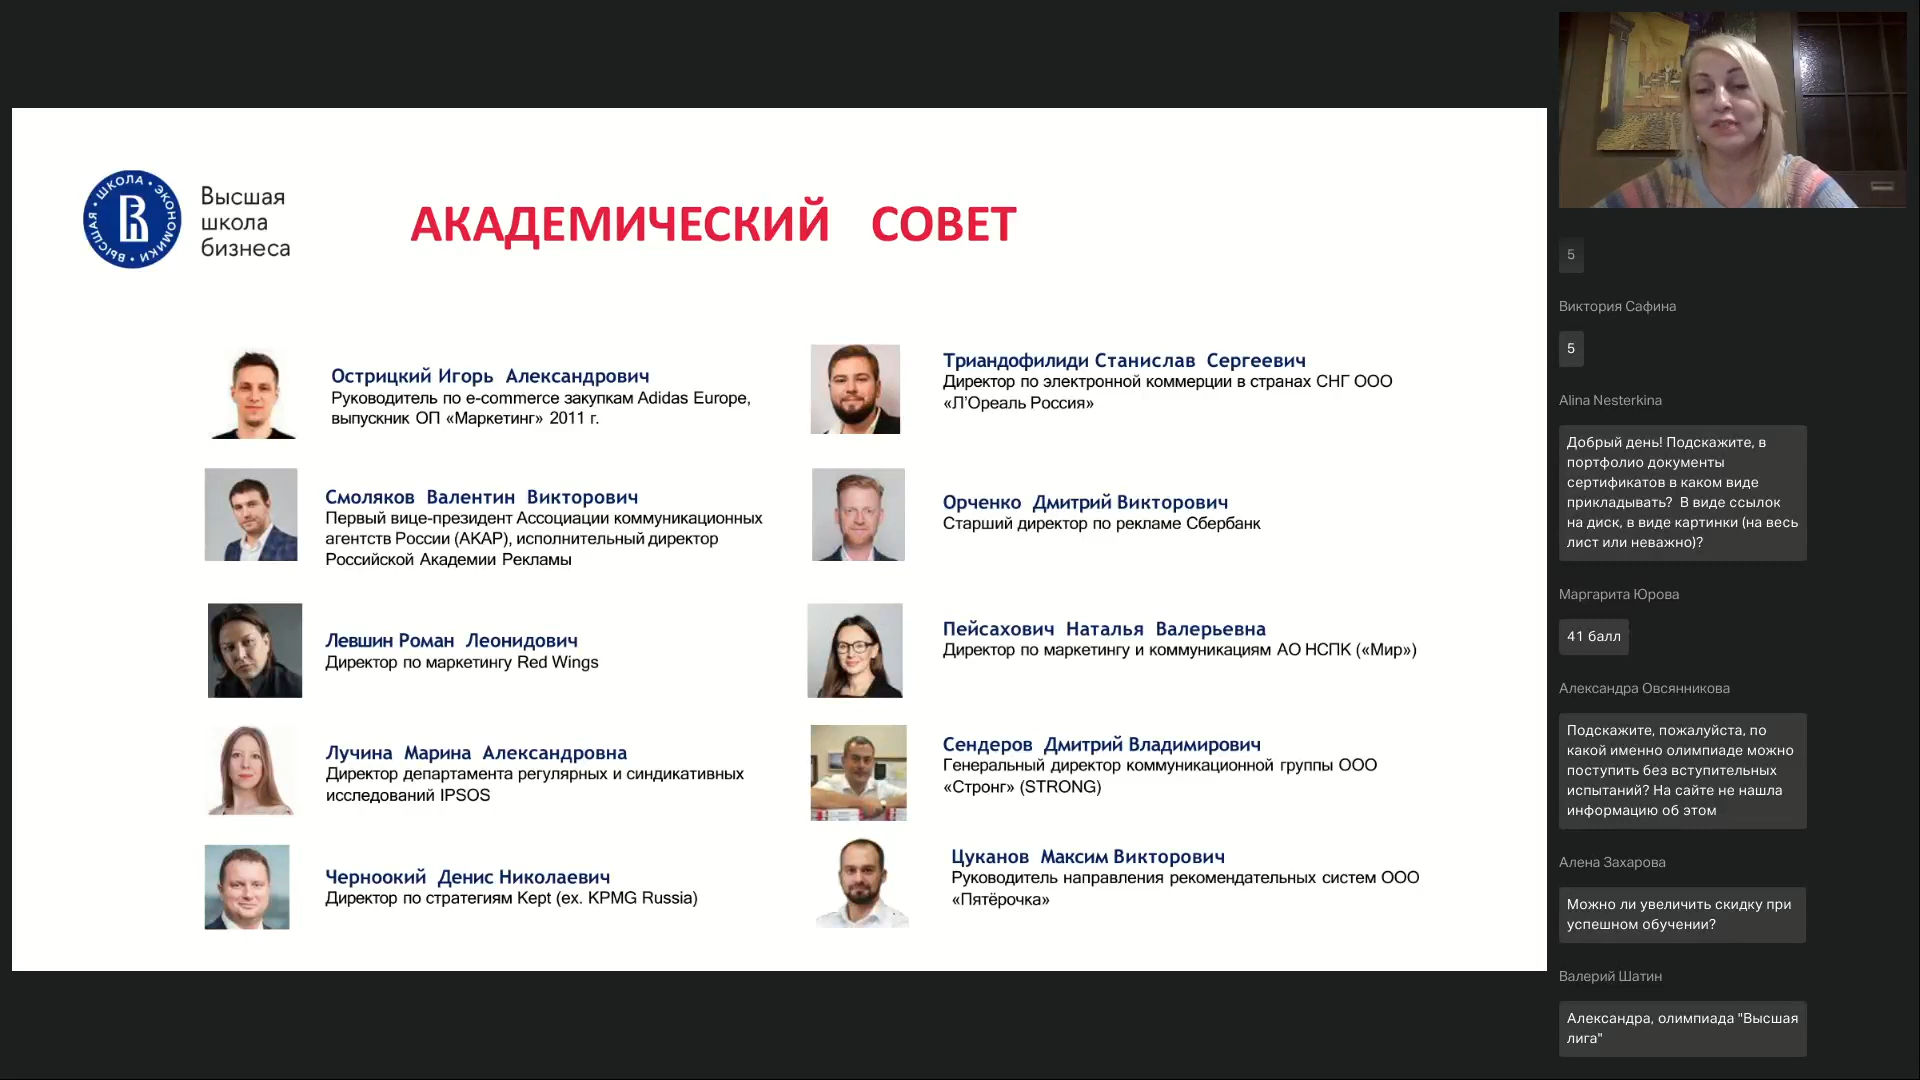 ВЫСШАЯ • ШКОЛА • ЭКОНОМИКИ •
Высшая
школа
бизнеса
АКАДЕМИЧЕСКИЙ СОВЕТ
Острицкий Игорь Александрович
Руководитель по e-commerce закупкам Adidas Europe,
выпускник ОП «Маркетинг» 2011 г.
Смоляков Валентин Викторович
Первый вице-президент Ассоциации коммуникационных
агентств России (АКАР), исполнительный директор
Российской Академии Рекламы
Левшин Роман Леонидович
Директор по маркетингу Red Wings
Лучина Марина Александровна
Директор департамента регулярных и синдикативных
исследований IPSOS
Черноокий Денис Николаевич
Директор по стратегиям Kept (ex. KPMG Russia)
Триандофилиди Станислав Сергеевич
Директор по электронной коммерции в странах СНГ ООО
«Л’Ореаль Россия»
Орченко Дмитрий Викторович
Старший директор по рекламе Сбербанк
Пейсахович Наталья Валерьевна
Директор по маркетингу и коммуникациям АО НСПК («Мир»)
Сендеров Дмитрий Владимирович
Генеральный директор коммуникационной группы ООО
«Стронг» (STRONG)
Цуканов Максим Викторович
Руководитель направления рекомендательных систем ООО
«Пятёрочка»
5
Виктория Сафина
5
Alina Nesterkina
Добрый день! Подскажите, в
портфолио документы
сертификатов в каком виде
прикладывать? В виде ссылок
на диск, в виде картинки (на весь
лист или неважно)?
Маргарита Юрова
41 балл
Александра Овсянникова
Подскажите, пожалуйста, по
какой именно олимпиаде можно
поступить без вступительных
испытаний? На сайте не нашла
информацию об этом
Алена Захарова
Можно ли увеличить скидку при
успешном обучении?
Валерий Шатин
Александра, олимпиада "Высшая
лига"